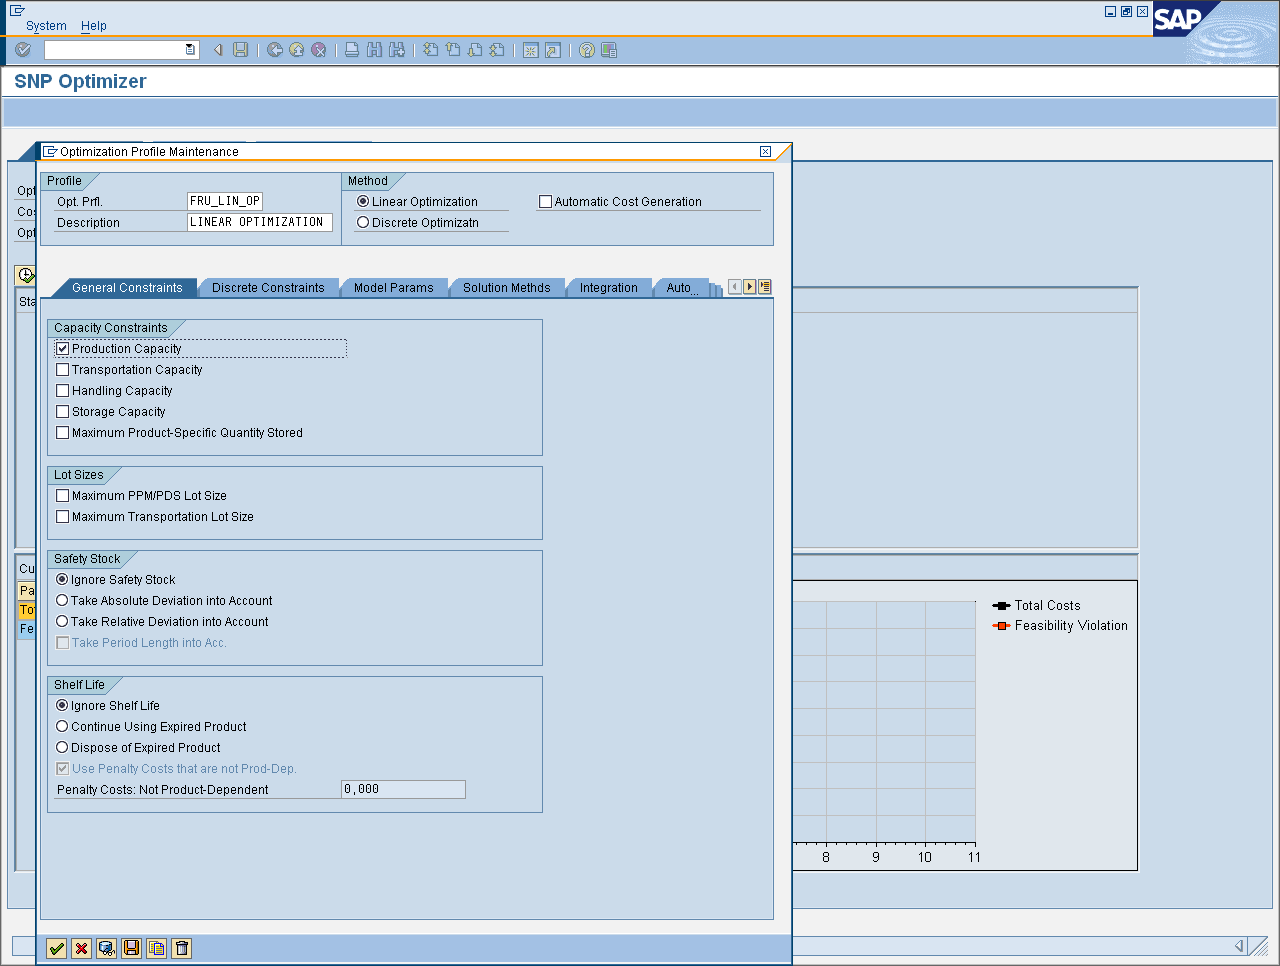 System Help
SAP
SNP Optimizer
Optimization Profile Maintenance
Profile
Opt. Prfl. FRU_LIN_OP
Description LINEAR OPTIMIZATION
Method
Linear Optimization Automatic Cost Generation
Discrete Optimizatn
General Constraints Discrete Constraints Model Params Solution Methds Integration Auto...
Capacity Constraints
Production Capacity
Transportation Capacity
Handling Capacity
Storage Capacity
Maximum Product-Specific Quantity Stored
Lot Sizes
Maximum PPM/PDS Lot Size
Maximum Transportation Lot Size
Safety Stock
Ignore Safety Stock
Take Absolute Deviation into Account
Take Relative Deviation into Account
Take Period Length into Acc.
Shelf Life
Ignore Shelf Life
Continue Using Expired Product
Dispose of Expired Product
Use Penalty Costs that are not Prod-Dep.
Penalty Costs: Not Product-Dependent 0,000
Opt
Cos
Opt
Sta
Cu
Pa
Tot
Fe
Total Costs
Feasibility Violation
8 9 10 11